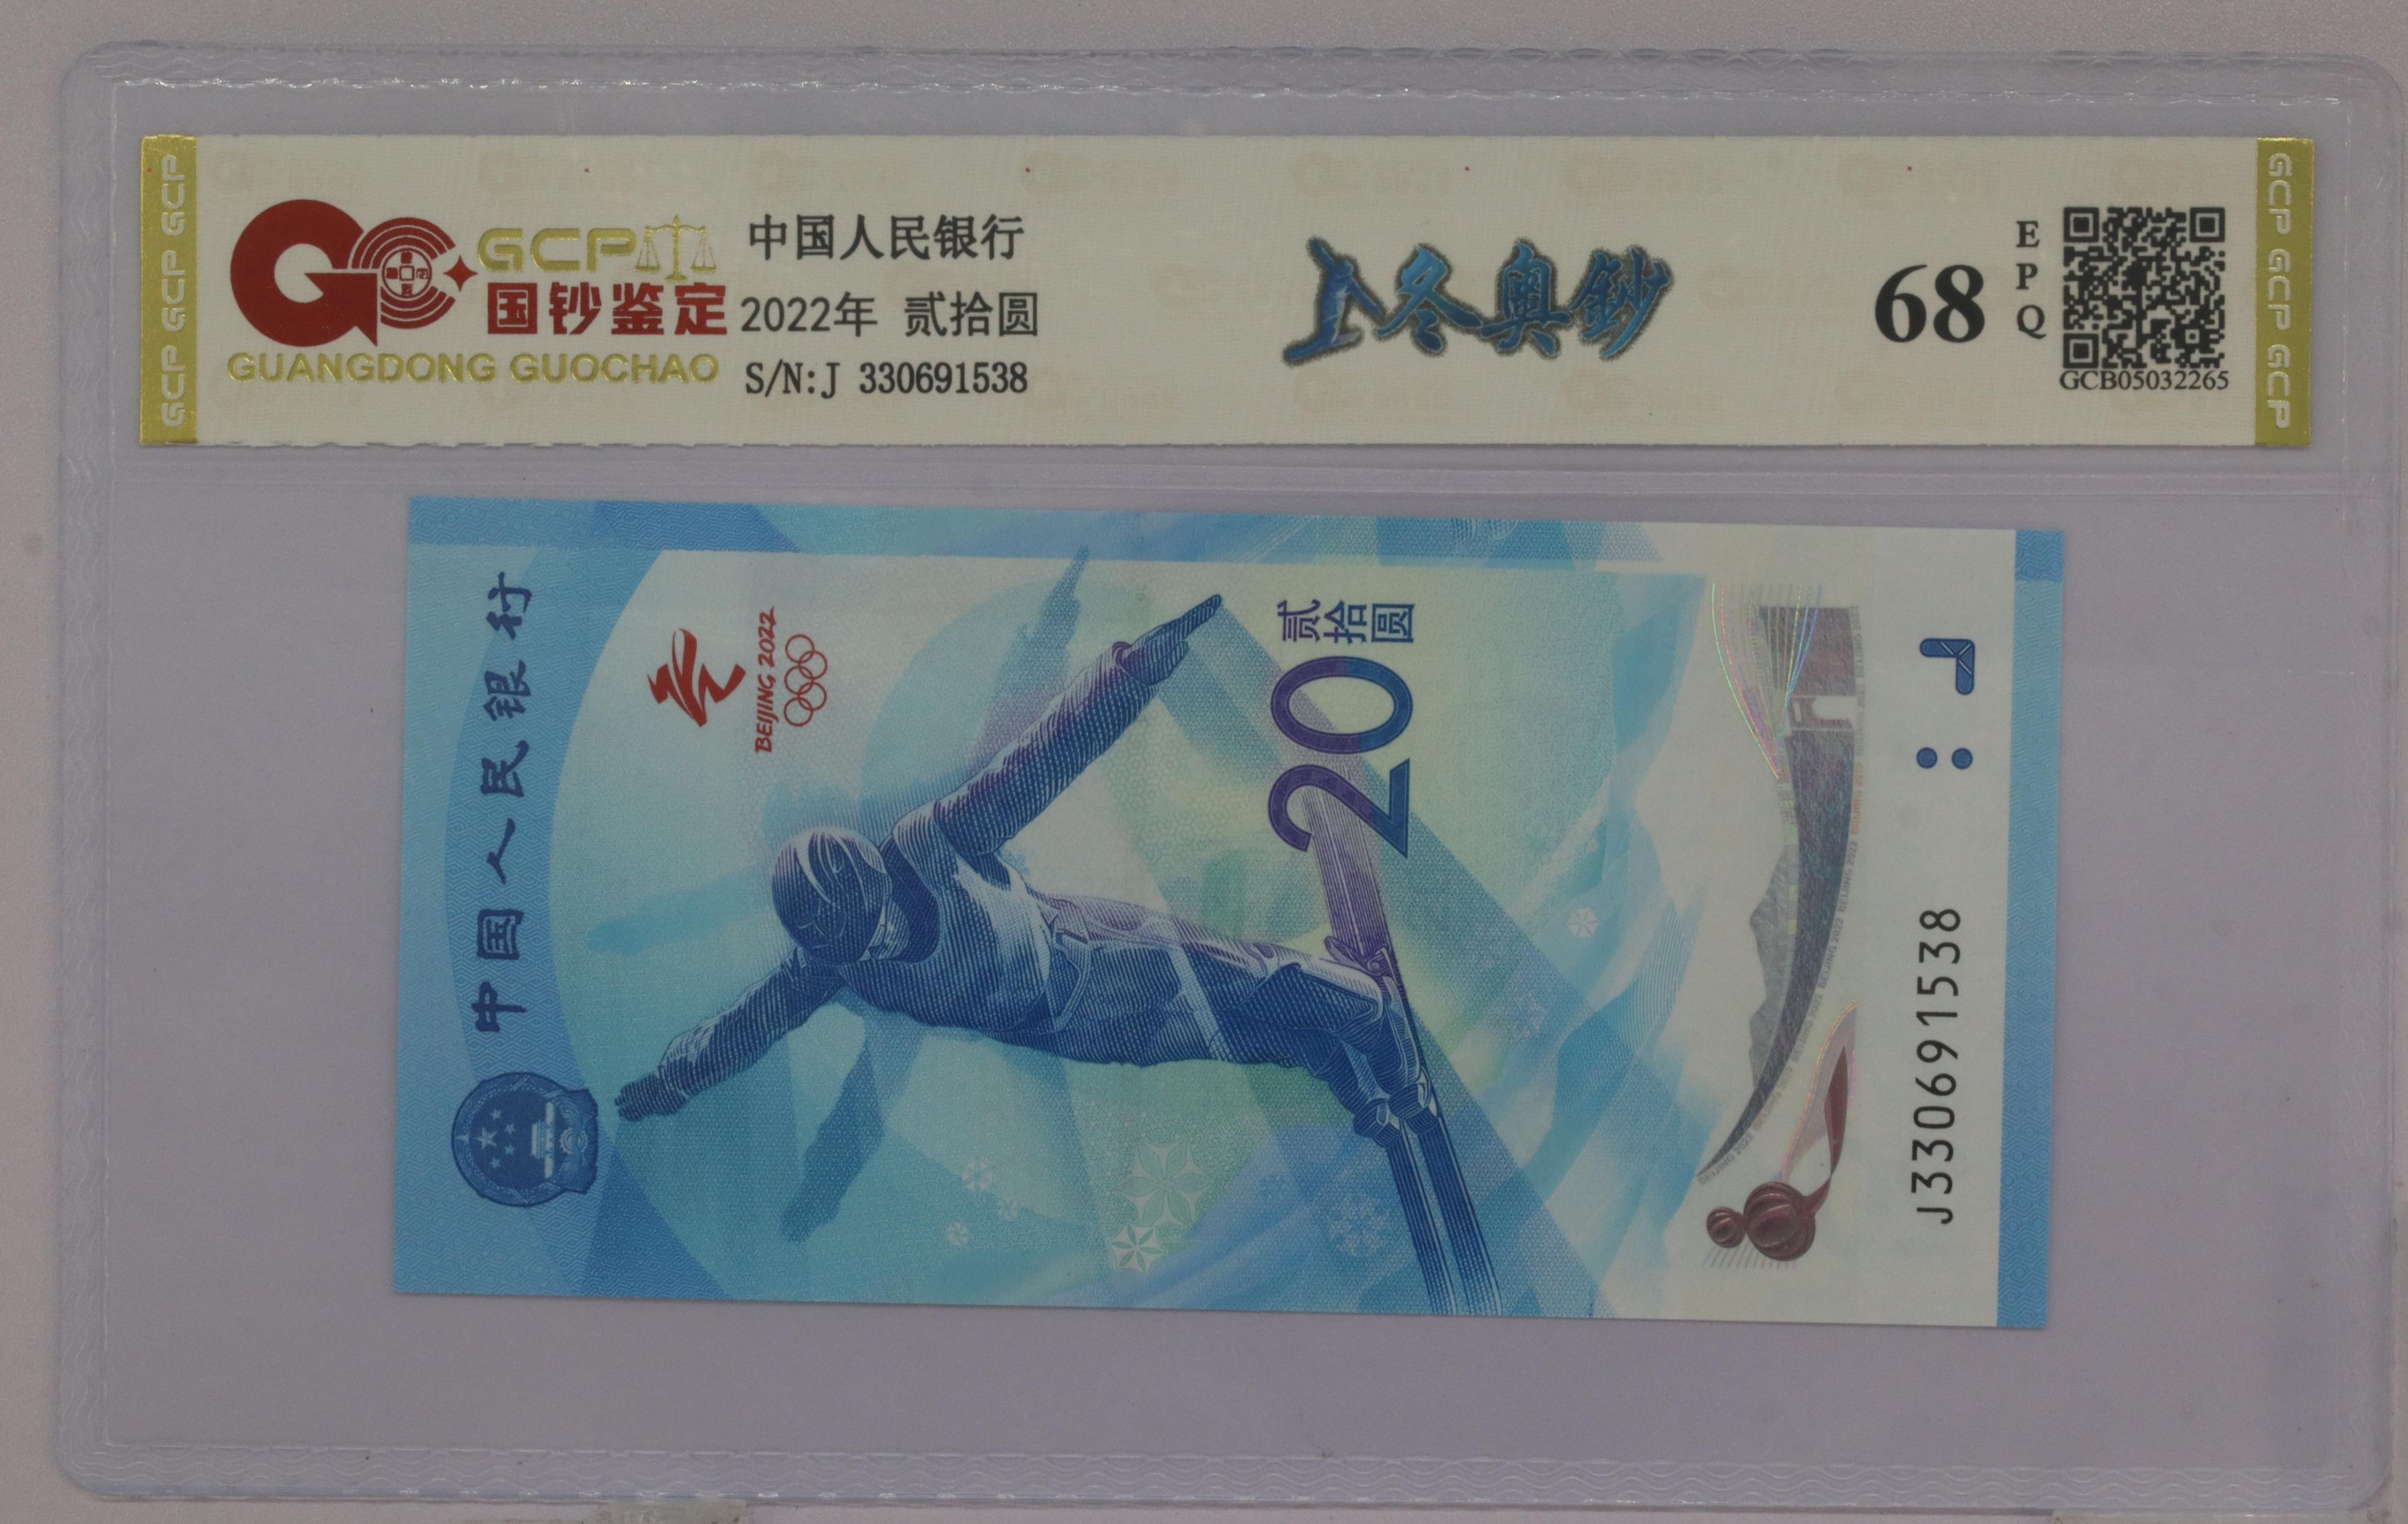 GCP GCP GCP
GCP
国钞鉴定
GUANGDONG GUOCHAO
中国人民银行
2022年 贰拾圆
S/N:J 330691538
冬奥鈔
68
EPQ
GCB05032265
GCP GCP GCP
中国人民银行
BEIJING 2022
20
贰拾圆
J330691538